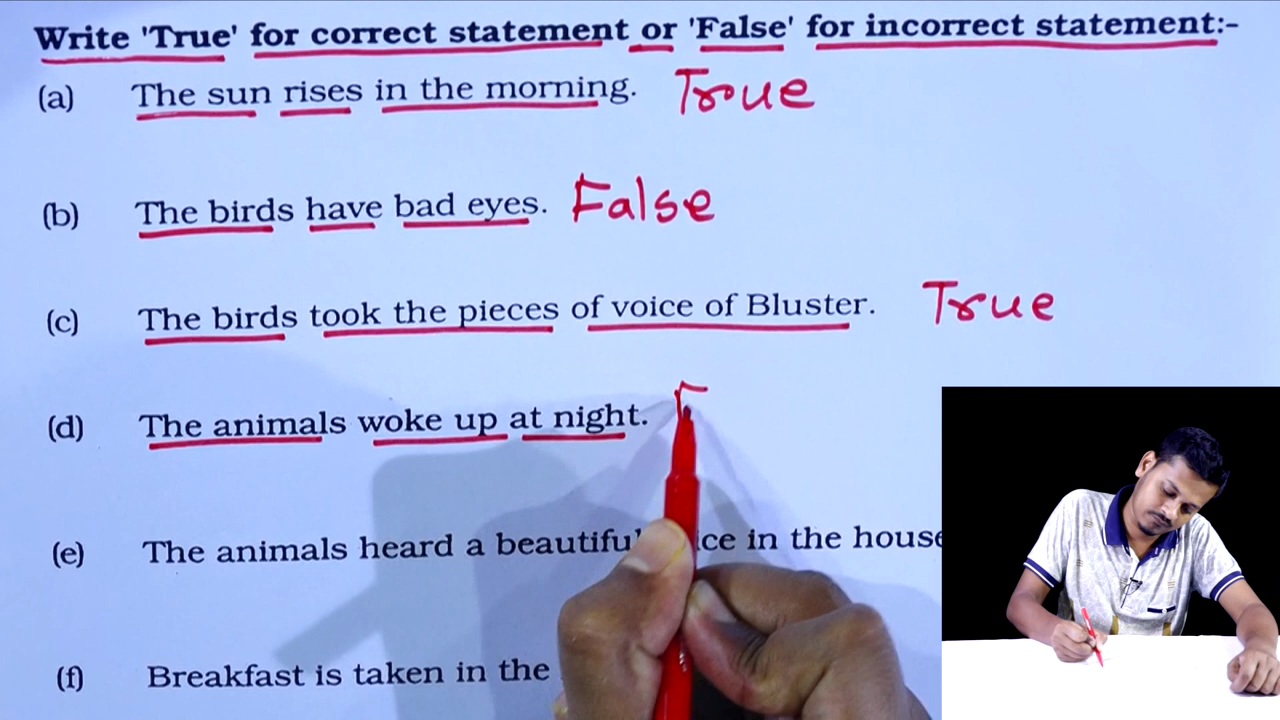 Write 'True' for correct statement or 'False' for incorrect statement:-
(a) The sun rises in the morning. True
(b) The birds have bad eyes. False
(c) The birds took the pieces of voice of Bluster. True
(d) The animals woke up at night.
(e) The animals heard a beautiful in the house
(f) Breakfast is taken in the